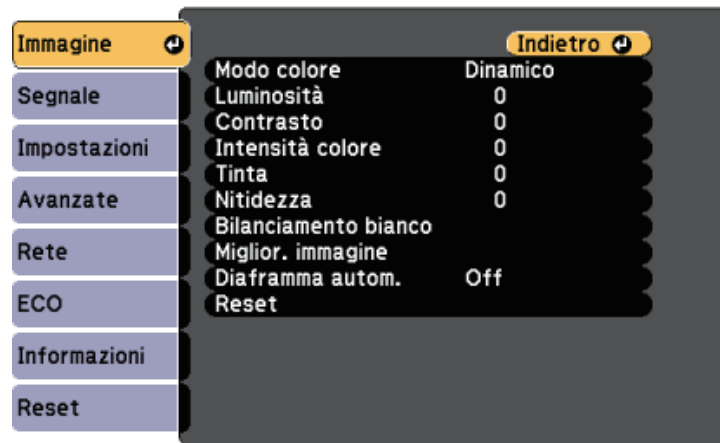 Immagine
Segnale
Impostazioni
Avanzate
Rete
ECO
Informazioni
Reset
Indietro
Modo colore Dinamico
Luminosità 0
Contrasto 0
Intensità colore 0
Tinta 0
Nitidezza 0
Bilanciamento bianco
Miglior. immagine
Diaframma autom. Off
Reset